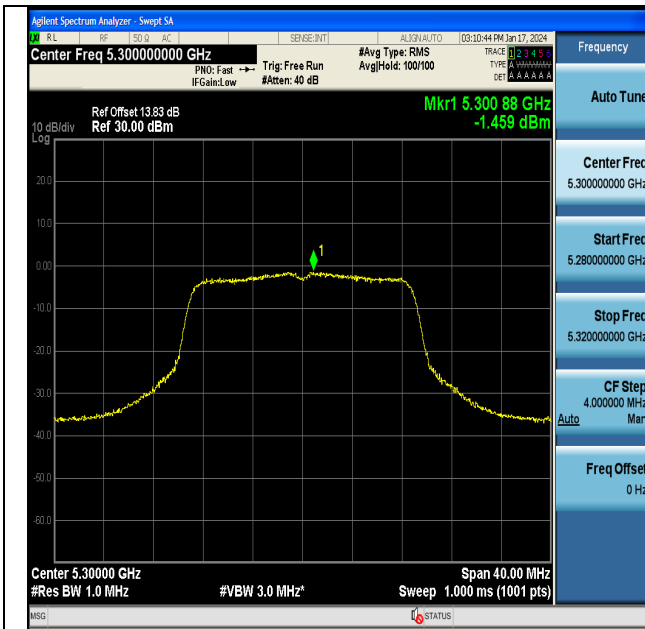 Agilent Spectrum Analyzer - Swept SA
LXI RL RF 50 Ω AC SENSE:INT ALIGN AUTO 03:10:44 PM Jan 17, 2024
Center Freq 5.300000000 GHz
PNO: Fast
IFGain:Low
Trig: Free Run
#Atten: 40 dB
#Avg Type: RMS
Avg|Hold: 100/100
TRACE 1 2 3 4 5 6
TYPE A
DET A A A A A A
Mkr1 5.300 88 GHz
-1.459 dBm
Ref Offset 13.83 dB
10 dB/div Ref 30.00 dBm
Log
20.0
10.0
0.00
-10.0
-20.0
-30.0
-40.0
-50.0
-60.0
1
Center 5.30000 GHz Span 40.00 MHz
#Res BW 1.0 MHz #VBW 3.0 MHz* Sweep 1.000 ms (1001 pts)
MSG STATUS
Frequency
Auto Tune
Center Freq
5.300000000 GHz
Start Freq
5.280000000 GHz
Stop Freq
5.320000000 GHz
CF Step
4.000000 MHz
Auto Man
Freq Offset
0 Hz